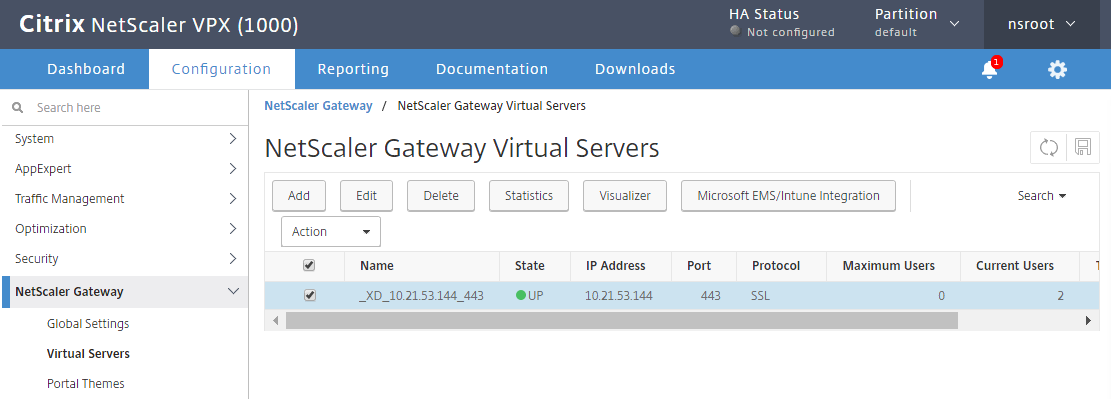 Citrix NetScaler VPX (1000)
HA Status
Not configured
Partition
default
nsroot
Dashboard
Configuration
Reporting
Documentation
Downloads
1
Search here
System
AppExpert
Traffic Management
Optimization
Security
NetScaler Gateway
Global Settings
Virtual Servers
Portal Themes
NetScaler Gateway / NetScaler Gateway Virtual Servers
NetScaler Gateway Virtual Servers
Add Edit Delete Statistics Visualizer Microsoft EMS/Intune Integration Search
Action
Name State IP Address Port Protocol Maximum Users Current Users T
_XD_10.21.53.144_443 UP 10.21.53.144 443 SSL 0 2